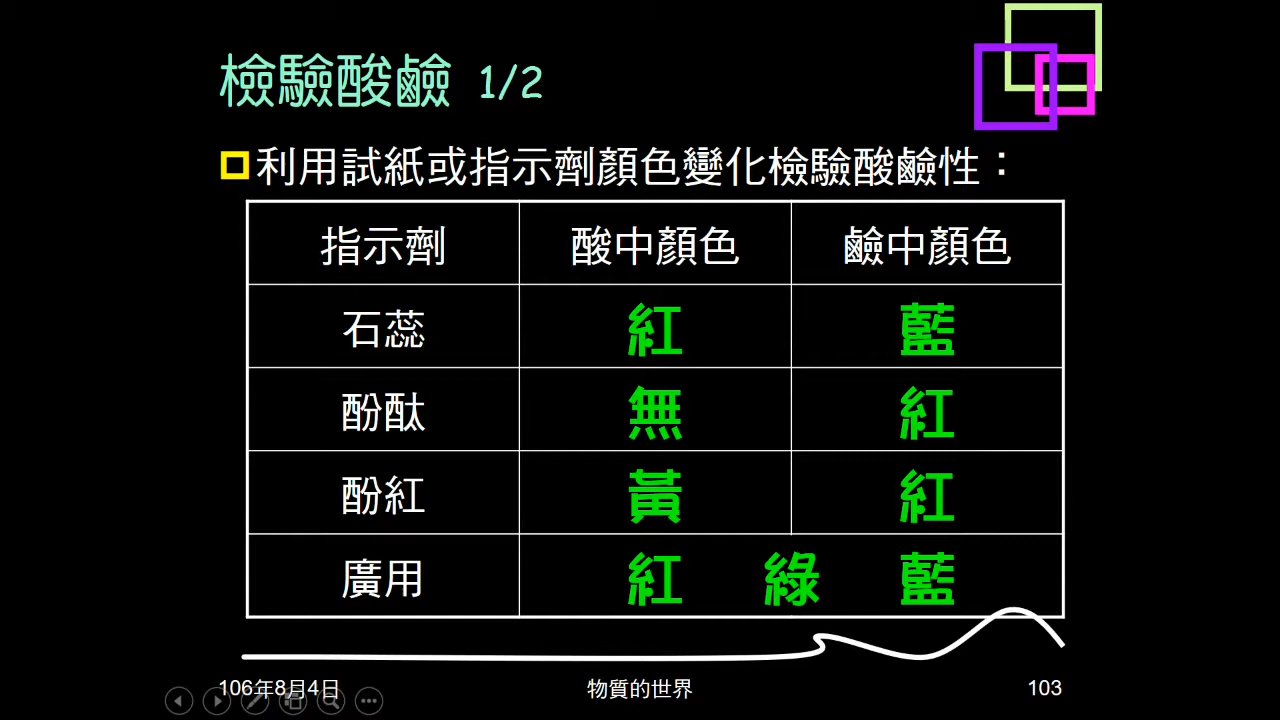 檢驗酸鹼 1/2
利用試紙或指示劑顏色變化檢驗酸鹼性：
指示劑 酸中顏色 鹼中顏色
石蕊 紅 藍
酚酞 無 紅
酚紅 黃 紅
廣用 紅 綠 藍
106年8月4日 物質的世界 103